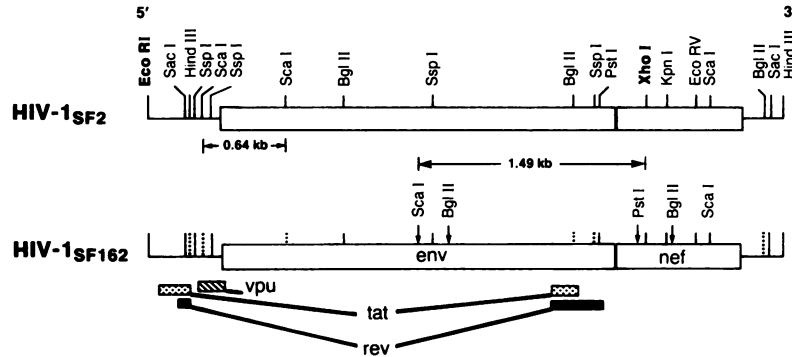 5′ 3
Eco RI Sac I Hind III Ssp I Sca I Ssp I Sca I Bgl II Ssp I Bgl II Ssp I Pst I Xho I Kpn I Eco RV Sca I Bgl II Sac I Hind III
HIV-1SF2
0.64 kb
1.49 kb
Sca I Bgl II Pst I Bgl II Sca I
HIV-1SF162
env nef
vpu
tat
rev